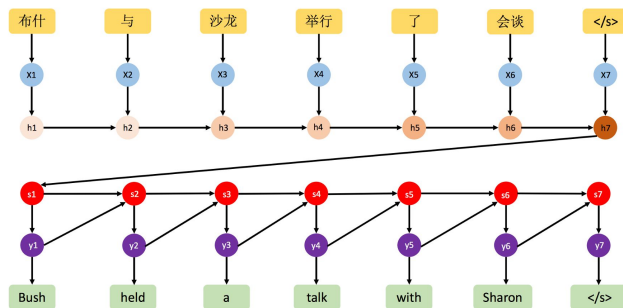 布什 与 沙龙 举行 了 会谈 </s>
X1 X2 X3 X4 X5 X6 X7
h1 h2 h3 h4 h5 h6 h7
s1 s2 s3 s4 s5 s6 s7
y1 y2 y3 y4 y5 y6 y7
Bush held a talk with Sharon </s>